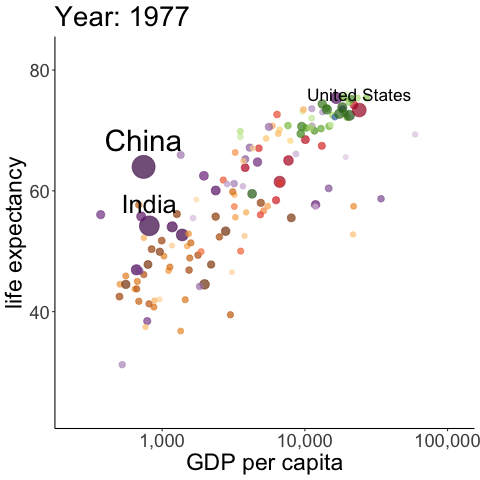 Year: 1977
80
United States
China
60
India
life expectancy
40
1,000
10,000
100,000
GDP per capita